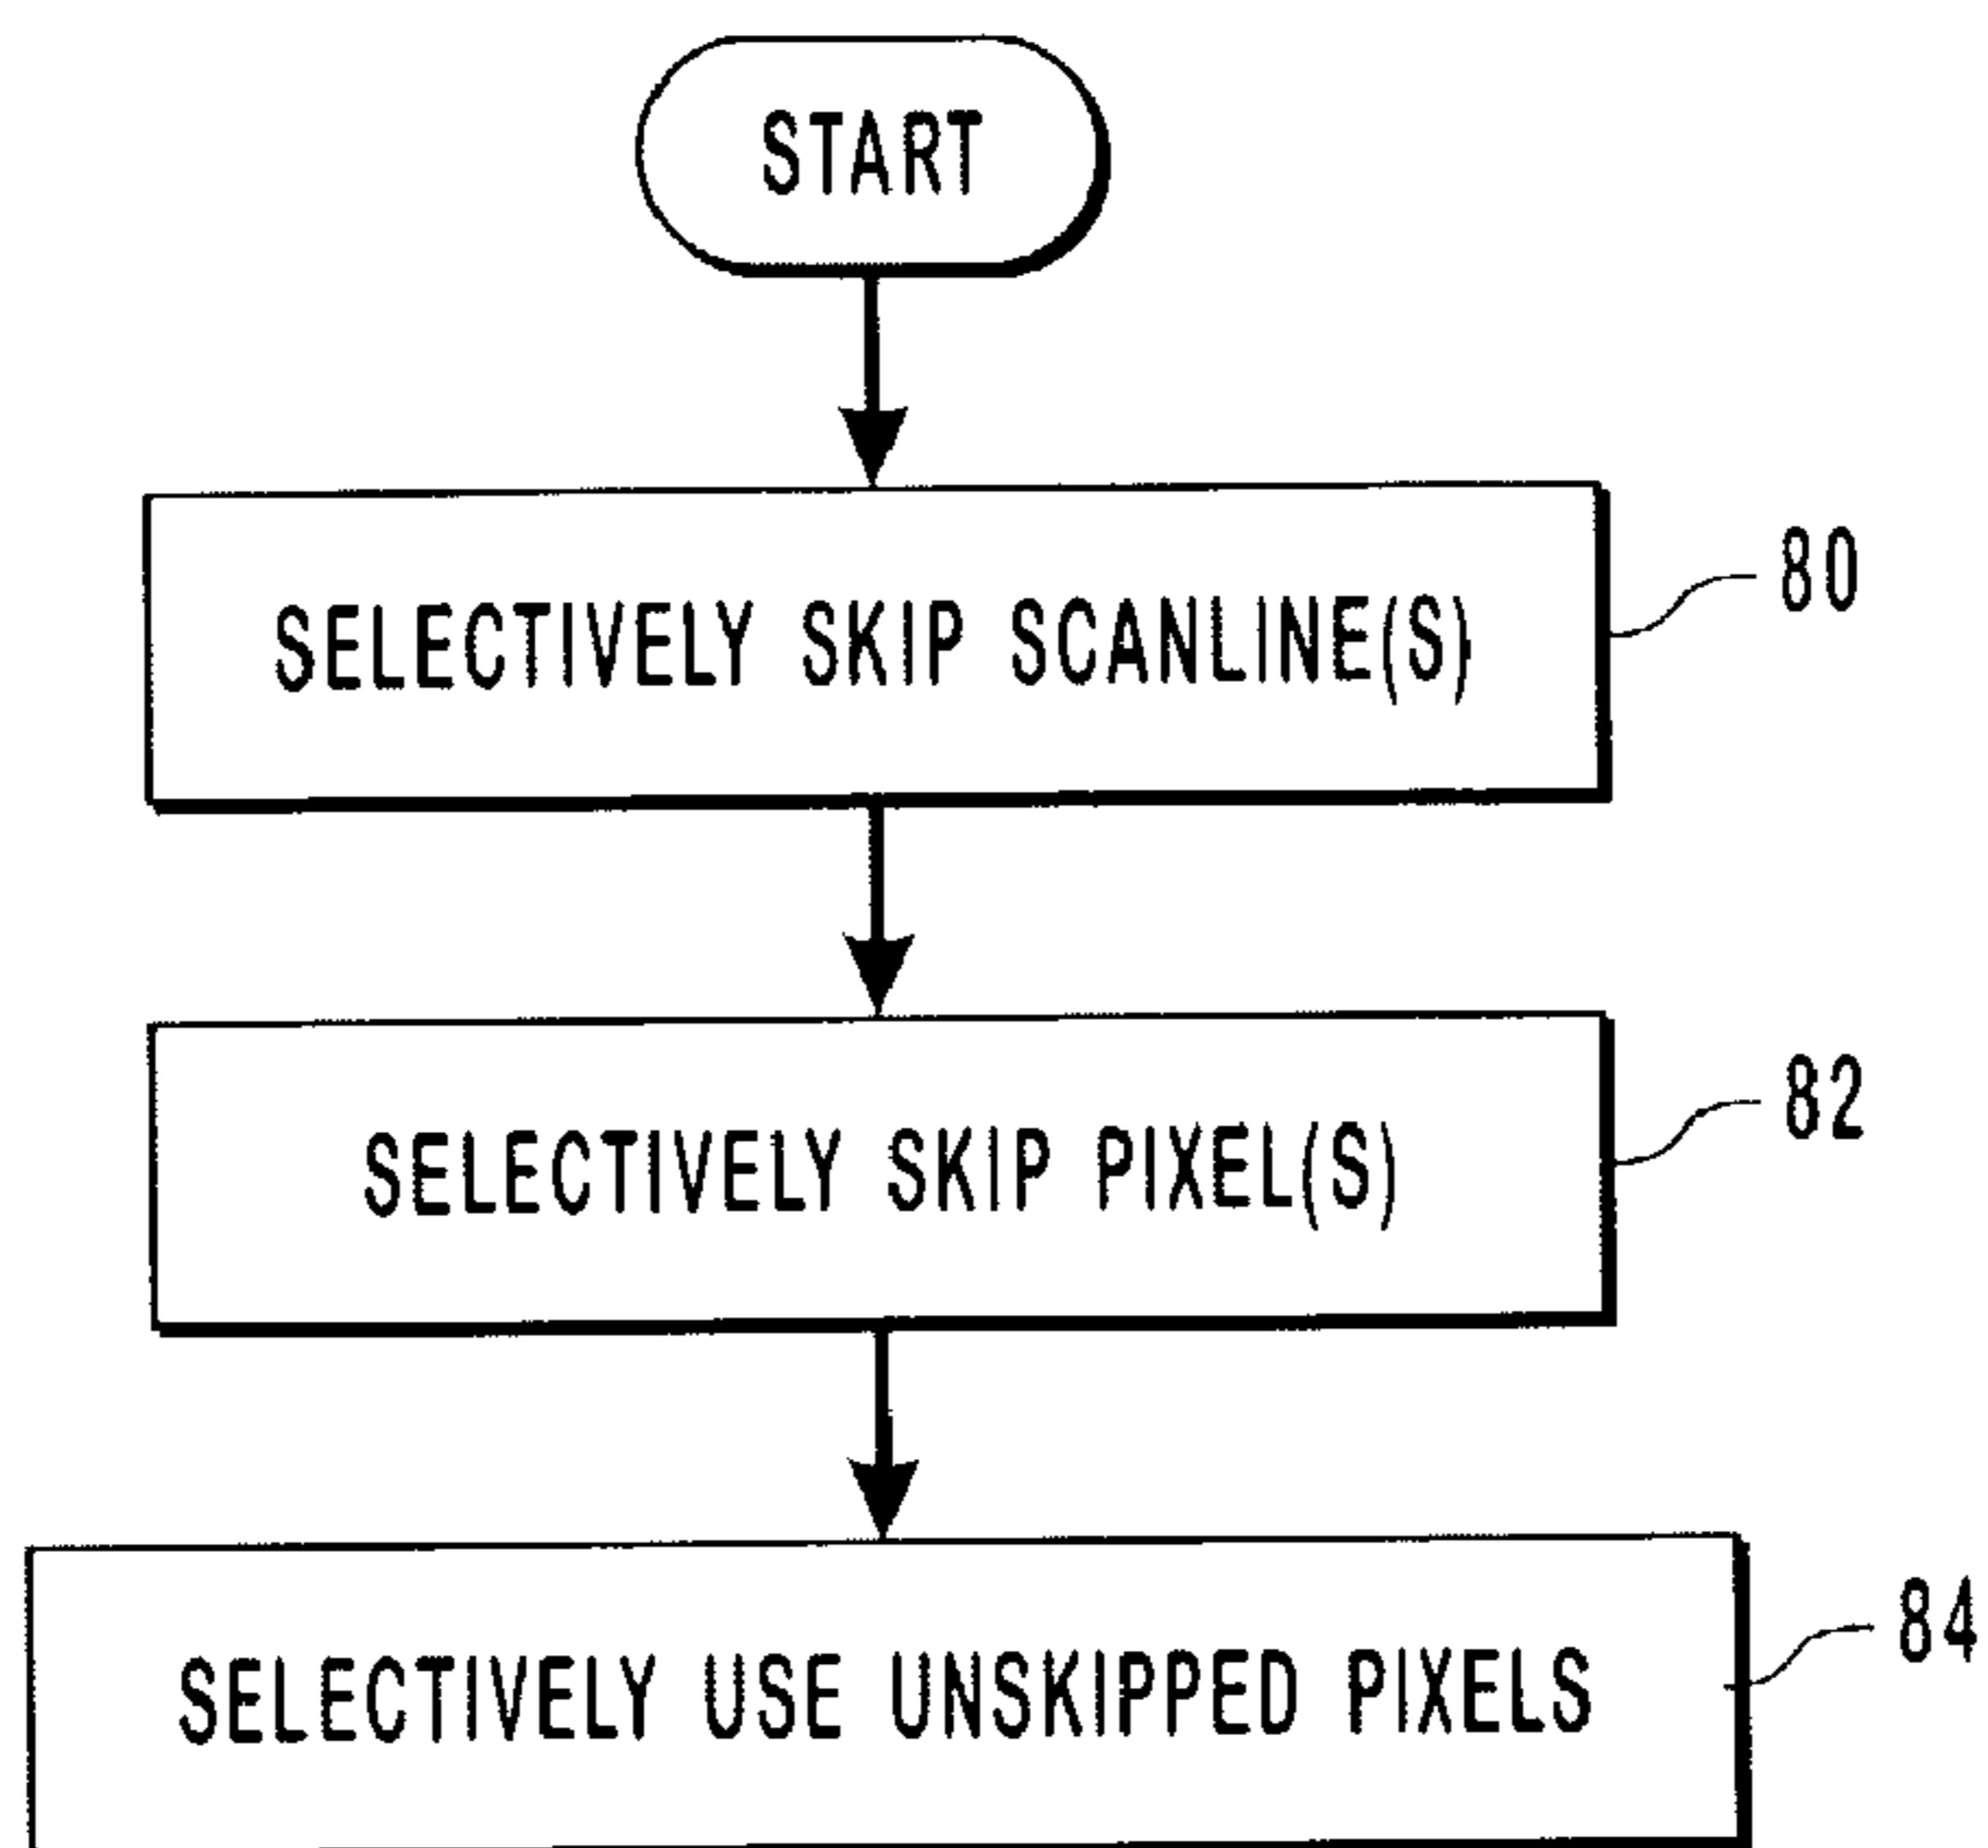 START
SELECTIVELY SKIP SCANLINE(S)
80
SELECTIVELY SKIP PIXEL(S)
82
SELECTIVELY USE UNSKIPPED PIXELS
84